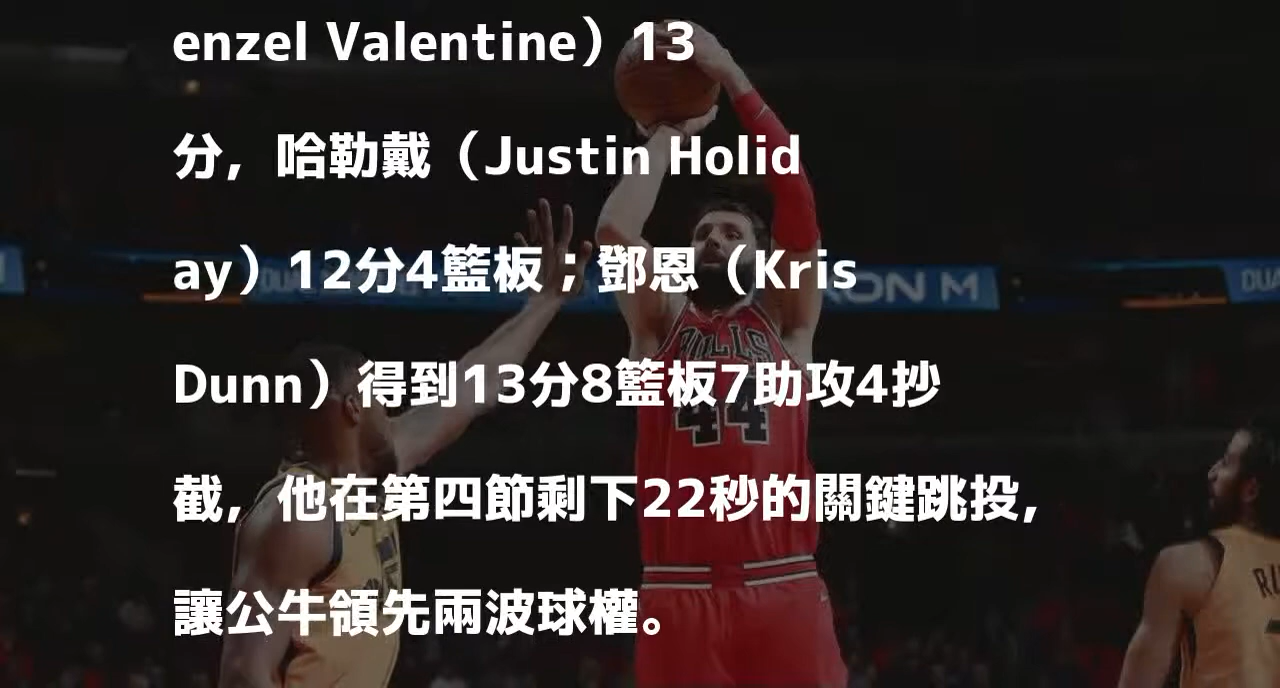 enzel Valentine）13
分，哈勒戴（Justin Holid
ay）12分4籃板；鄧恩（Kris
Dunn）得到13分8籃板7助攻4抄
截，他在第四節剩下22秒的關鍵跳投，
讓公牛領先兩波球權。
BULLS
44
ON M